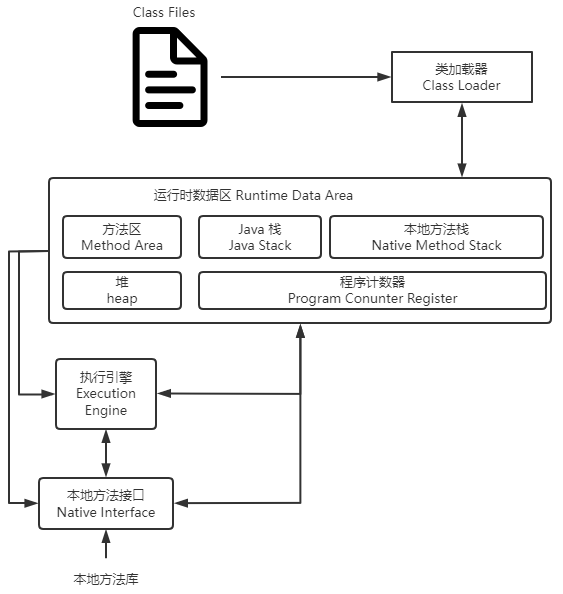 Class Files
类加载器
Class Loader
运行时数据区 Runtime Data Area
方法区
Method Area
Java 栈
Java Stack
本地方法栈
Native Method Stack
堆
heap
程序计数器
Program Conunter Register
执行引擎
Execution
Engine
本地方法接口
Native Interface
本地方法库